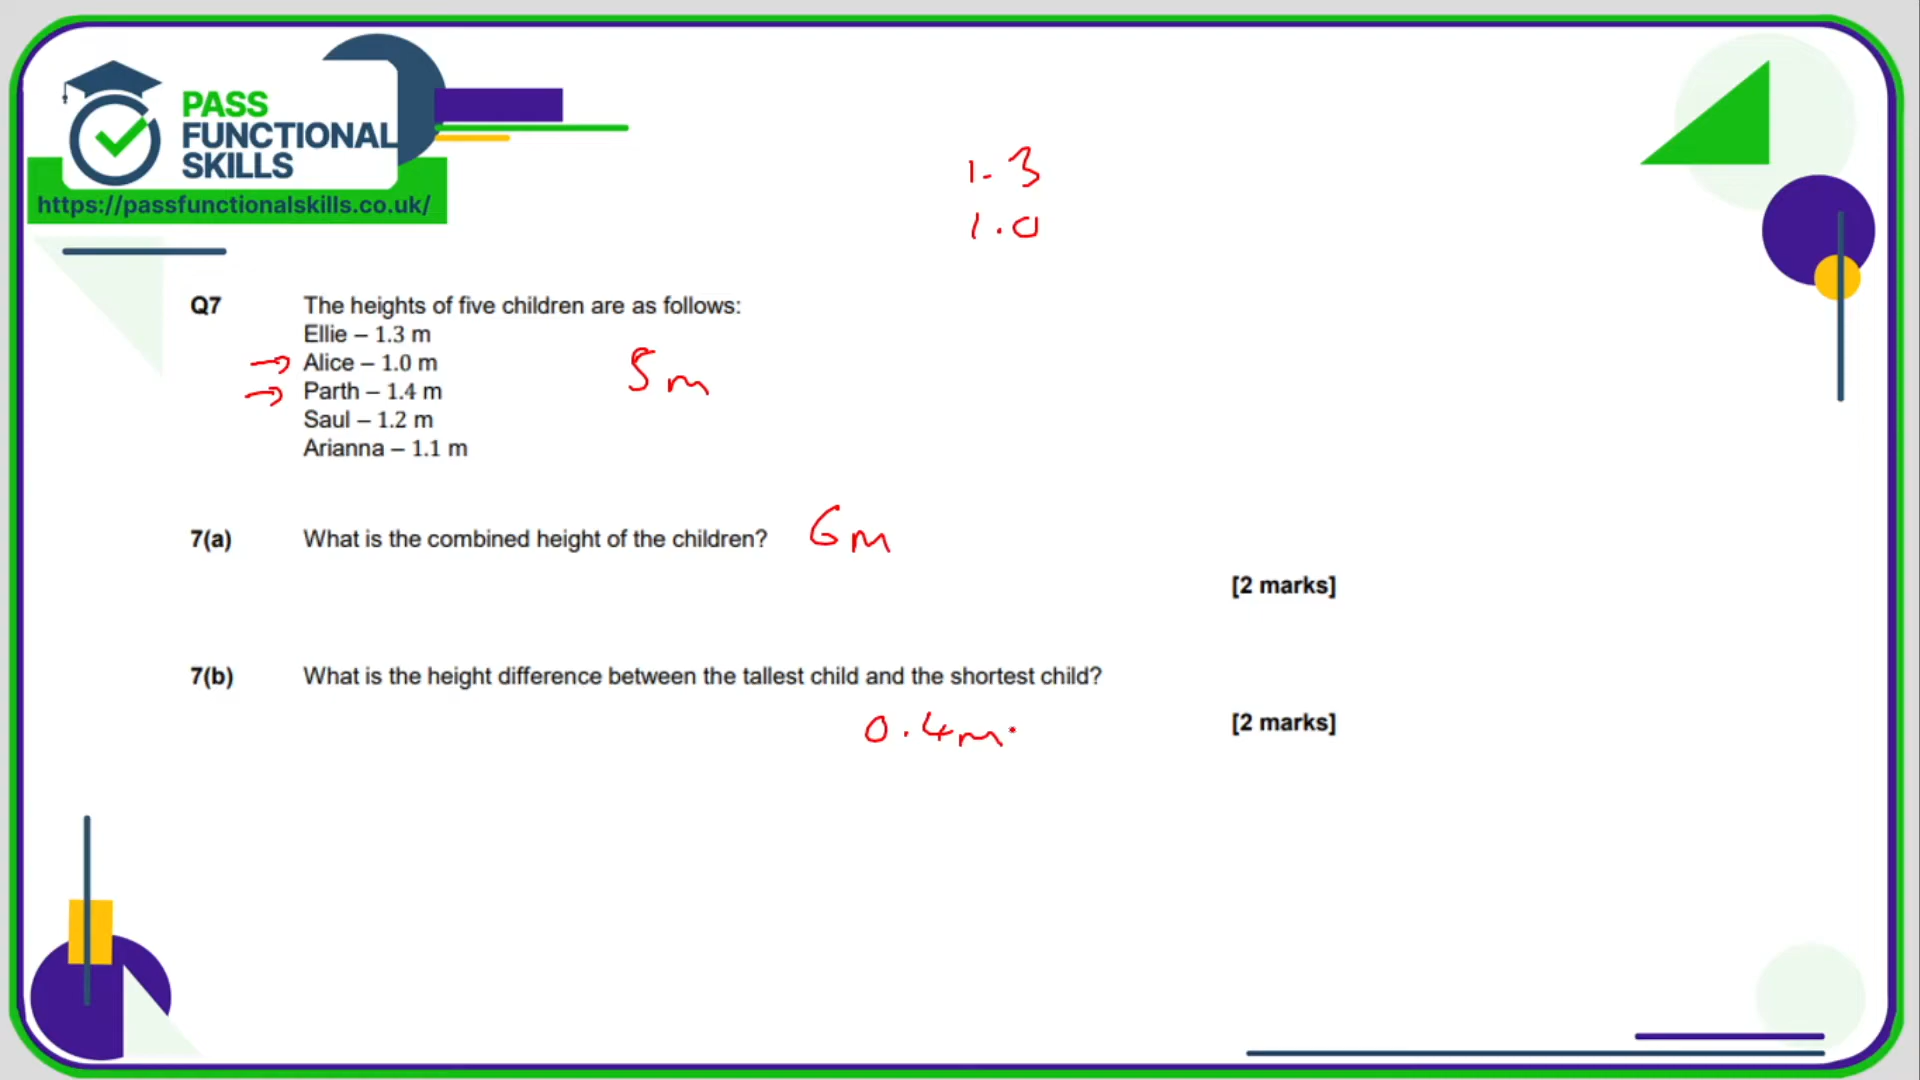 PASS
FUNCTIONAL
SKILLS
https://passfunctionalskills.co.uk/
1.3
1.0
Q7 The heights of five children are as follows:
Ellie – 1.3 m
Alice – 1.0 m
Parth – 1.4 m
Saul – 1.2 m
Arianna – 1.1 m
5m
7(a) What is the combined height of the children? 6m
[2 marks]
7(b) What is the height difference between the tallest child and the shortest child?
0.4m.
[2 marks]